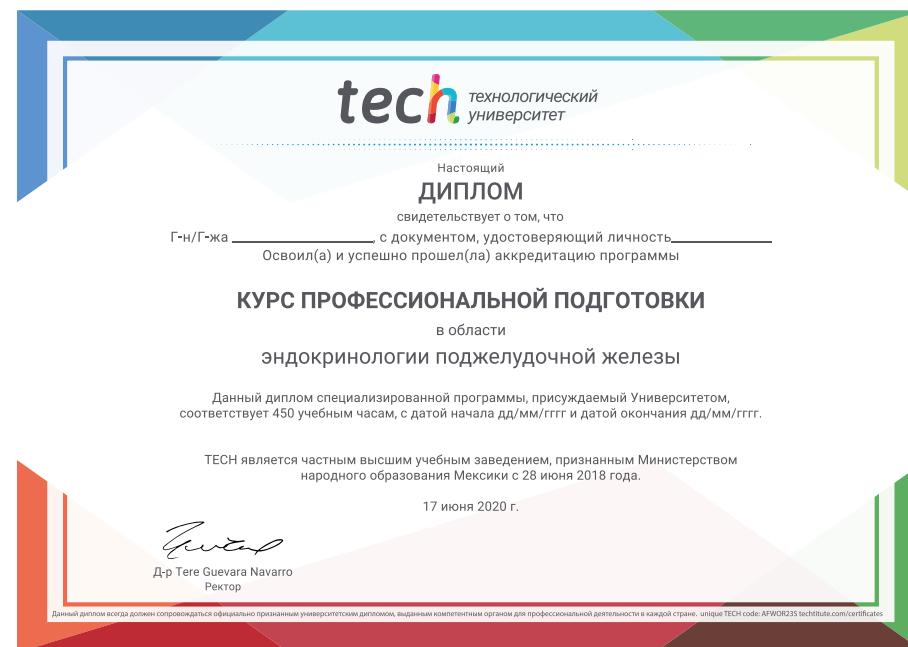 tech технологический
университет
Настоящий
ДИПЛОМ
свидетельствует о том, что
Г-н/Г-жа ____________________, с документом, удостоверяющий личность______________
Освоил(а) и успешно прошел(ла) аккредитацию программы
КУРС ПРОФЕССИОНАЛЬНОЙ ПОДГОТОВКИ
в области
эндокринологии поджелудочной железы
Данный диплом специализированной программы, присуждаемый Университетом,
соответствует 450 учебным часам, с датой начала дд/мм/гггг и датой окончания дд/мм/гггг.
TECH является частным высшим учебным заведением, признанным Министерством
народного образования Мексики с 28 июня 2018 года.
17 июня 2020 г.
Д-р Tere Guevara Navarro
Ректор
Данный диплом всегда должен сопровождаться официально признанным университетским дипломом, выданным компетентным органом для профессиональной деятельности в каждой стране. unique TECH code: AFWOR23S techtitute.com/certificates